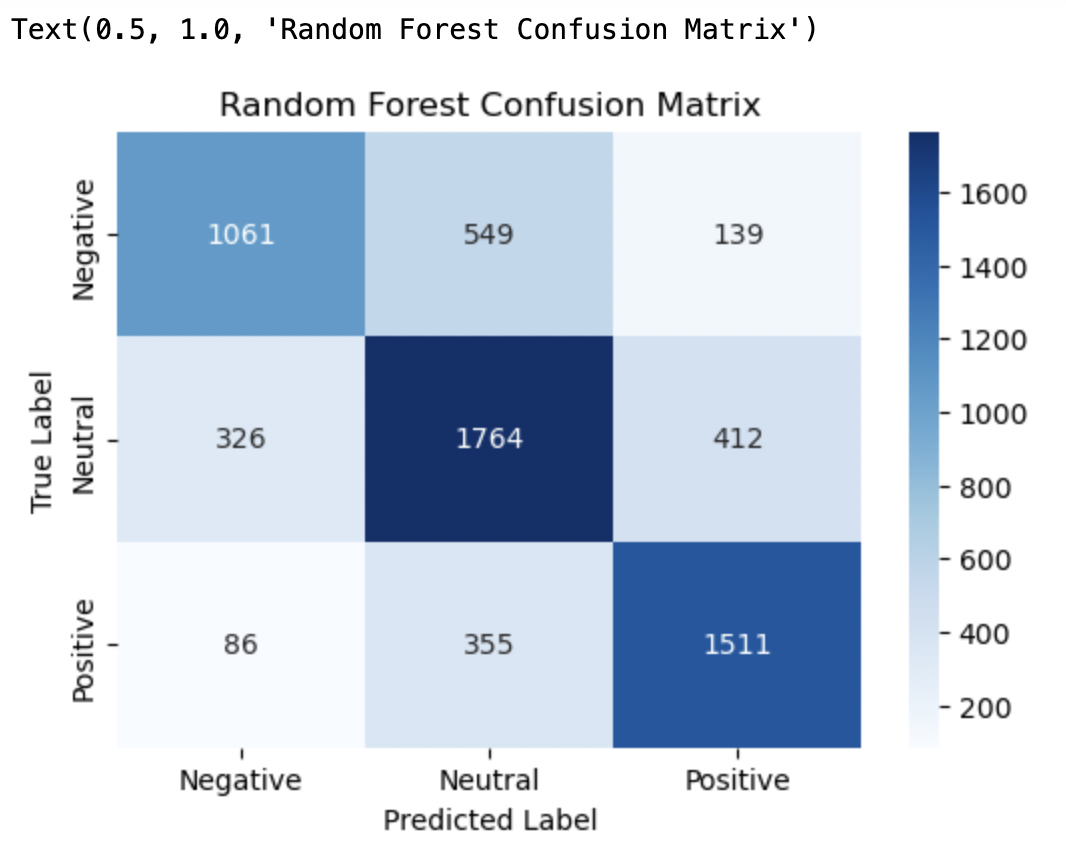 Text(0.5, 1.0, 'Random Forest Confusion Matrix')
Random Forest Confusion Matrix
True Label
Negative
1061 549 139
Neutral
326 1764 412
Positive
86 355 1511
Negative Neutral Positive
Predicted Label
1600
1400
1200
1000
800
600
400
200